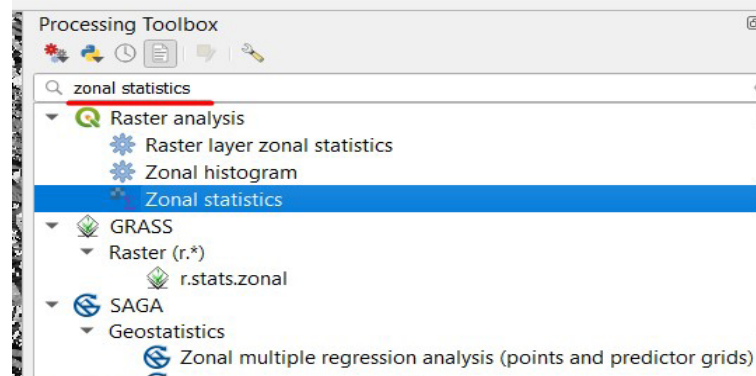 Processing Toolbox
zonal statistics
Raster analysis
Raster layer zonal statistics
Zonal histogram
Zonal statistics
GRASS
Raster (r.*)
r.stats.zonal
SAGA
Geostatistics
Zonal multiple regression analysis (points and predictor grids)